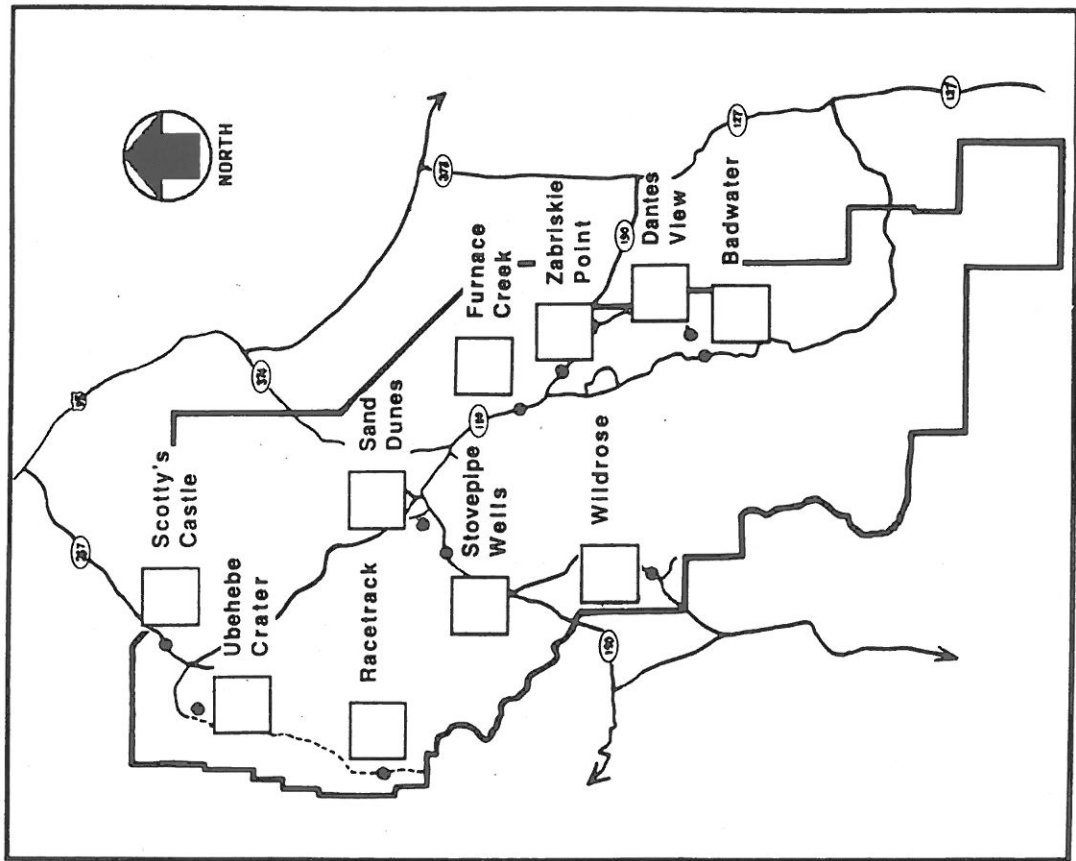 NORTH
95
267
374
373
Scotty's
Castle
Ubehebe
Crater
Sand
Dunes
Furnace
Creek
Zabriskie
Point
190
127
127
Dantes
View
Badwater
190
Stovepipe
Wells
Racetrack
Wildrose
190